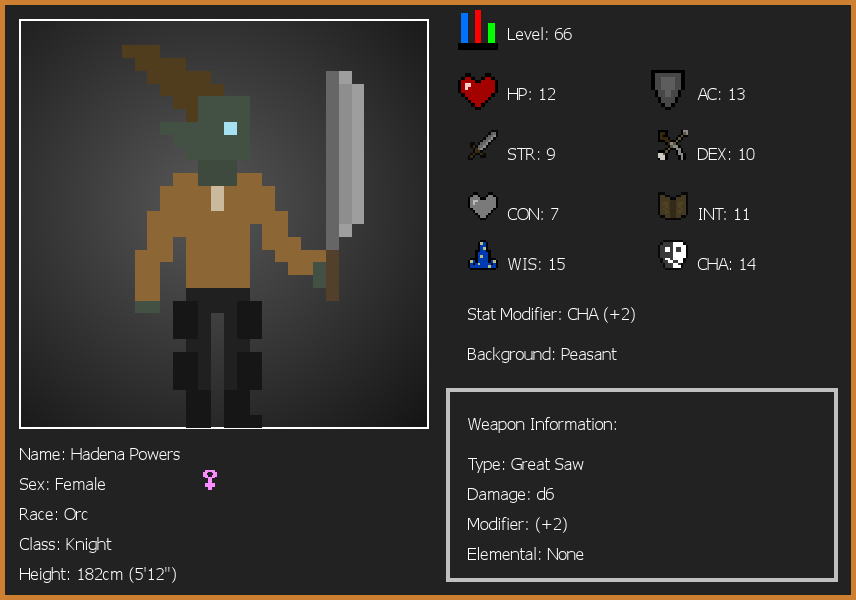 Level: 66
HP: 12
AC: 13
STR: 9
DEX: 10
CON: 7
INT: 11
WIS: 15
CHA: 14
Stat Modifier: CHA (+2)
Background: Peasant
Weapon Information:
Type: Great Saw
Damage: d6
Modifier: (+2)
Elemental: None
Name: Hadena Powers
Sex: Female
Race: Orc
Class: Knight
Height: 182cm (5'12")